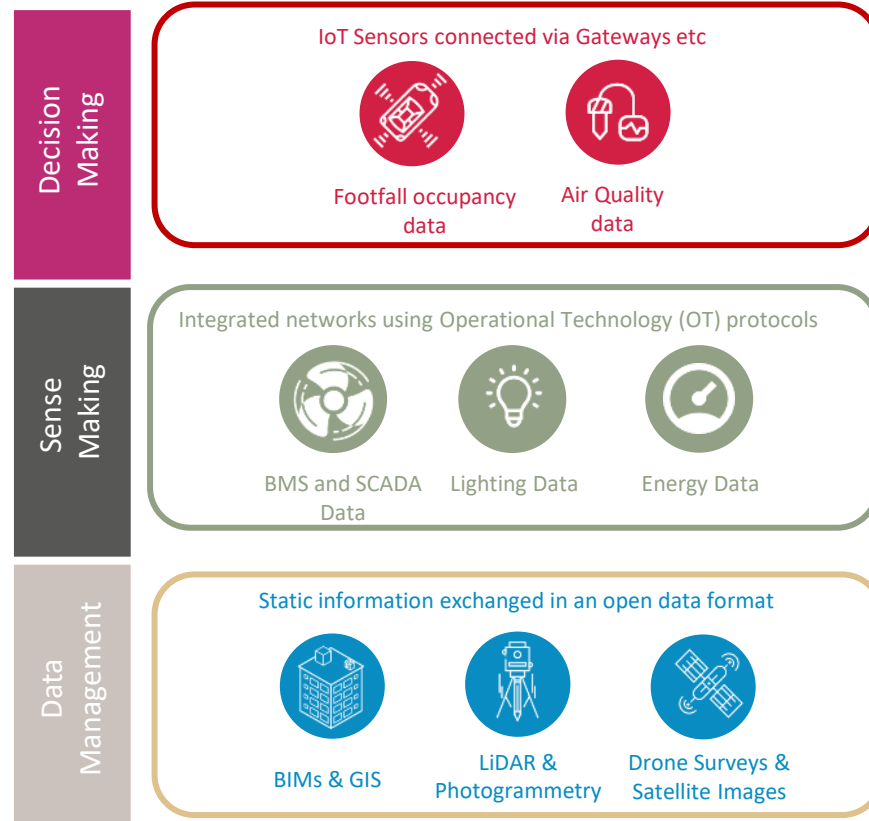 Decision
Making
IoT Sensors connected via Gateways etc
Footfall occupancy
data
Air Quality
data
Sense
Making
Integrated networks using Operational Technology (OT) protocols
BMS and SCADA
Data
Lighting Data
Energy Data
Data
Management
Static information exchanged in an open data format
BIMs & GIS
LiDAR &
Photogrammetry
Drone Surveys &
Satellite Images